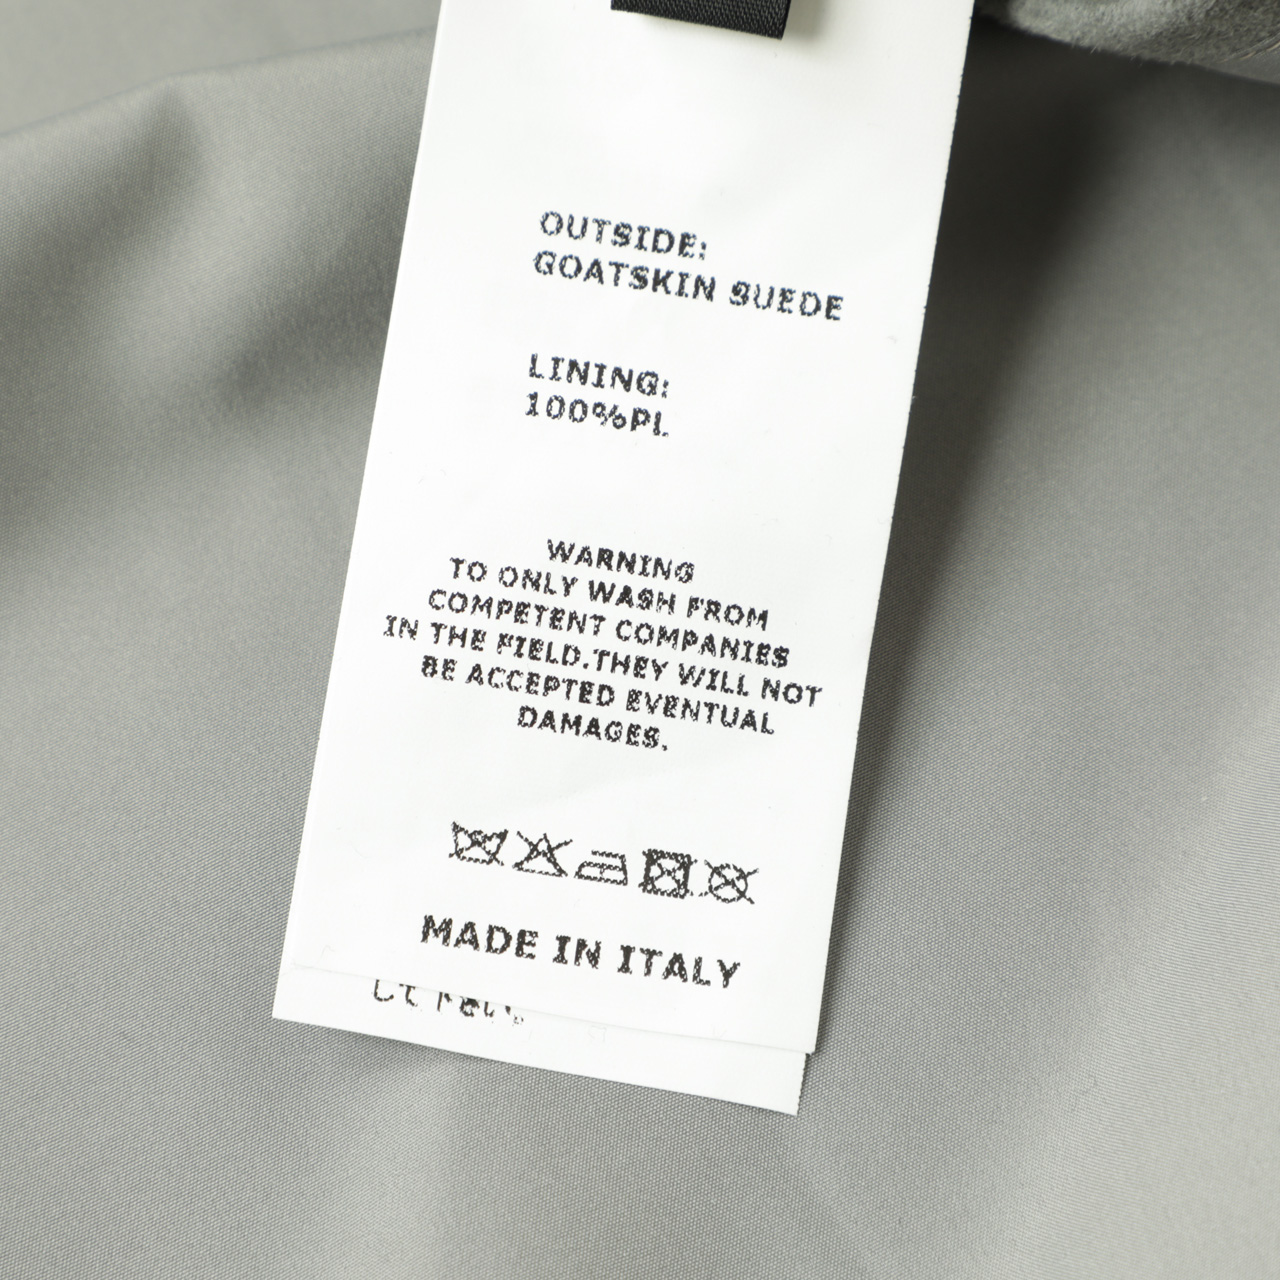 OUTSIDE:
GOATSKIN SUEDE
LINING:
100%PL
WARNING
TO ONLY WASH FROM
COMPETENT COMPANIES
IN THE FIELD.THEY WILL NOT
BE ACCEPTED EVENTUAL
DAMAGES.
MADE IN ITALY